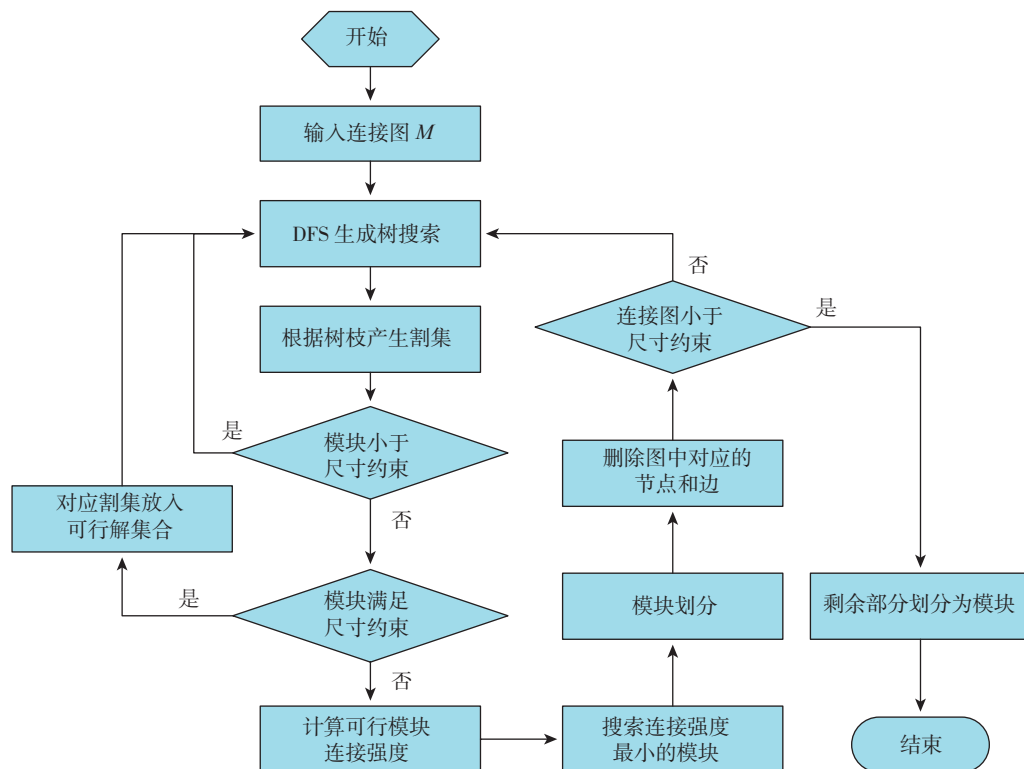 开始
输入连接图 M
DFS 生成树搜索
根据树枝产生割集
模块小于
尺寸约束
是
否
对应割集放入
可行解集合
模块满足
尺寸约束
是
否
计算可行模块
连接强度
搜索连接强度
最小的模块
模块划分
删除图中对应的
节点和边
连接图小于
尺寸约束
否
是
剩余部分划分为模块
结束